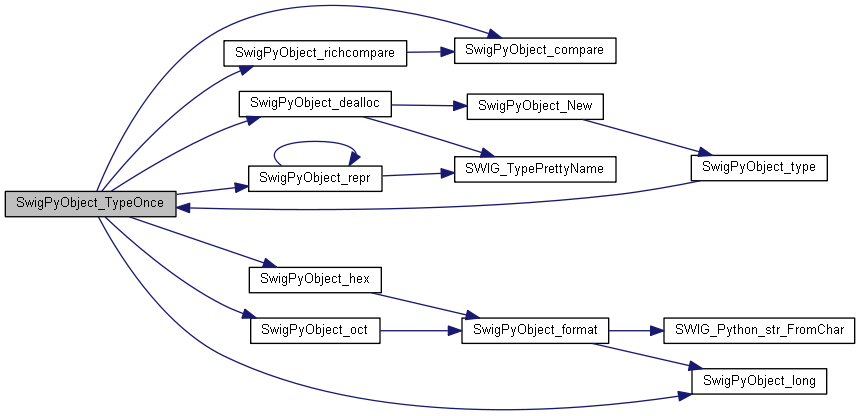 SwigPyObject_TypeOnce
SwigPyObject_richcompare
SwigPyObject_compare
SwigPyObject_dealloc
SwigPyObject_New
SWIG_TypePrettyName
SwigPyObject_type
SwigPyObject_repr
SwigPyObject_hex
SwigPyObject_oct
SwigPyObject_format
SWIG_Python_str_FromChar
SwigPyObject_long